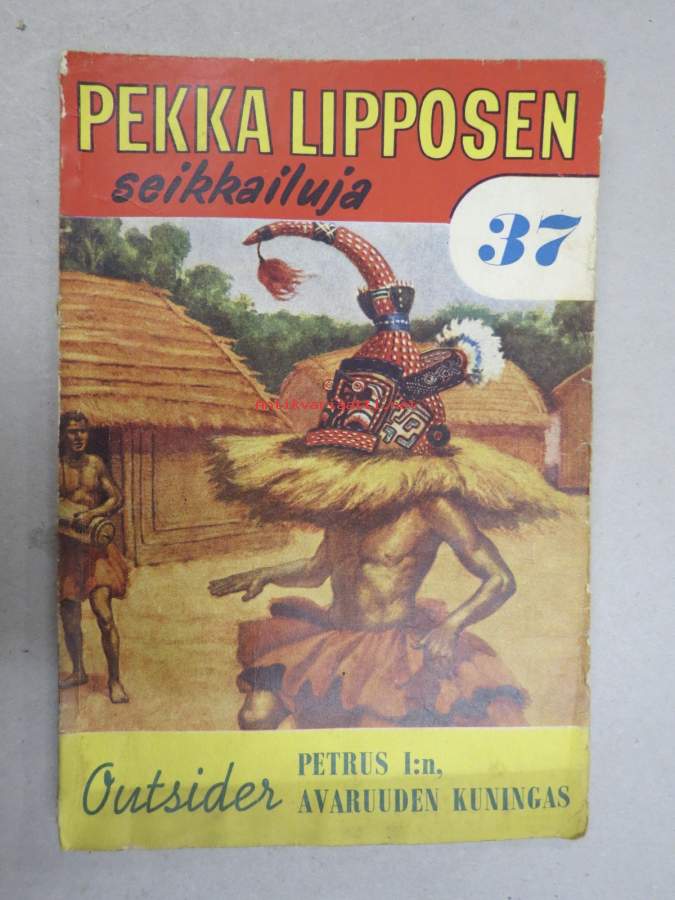 PEKKA LIPPOSEN
seikkailuja
37
Outsider
PETRUS I:n,
AVARUUDEN KUNINGAS